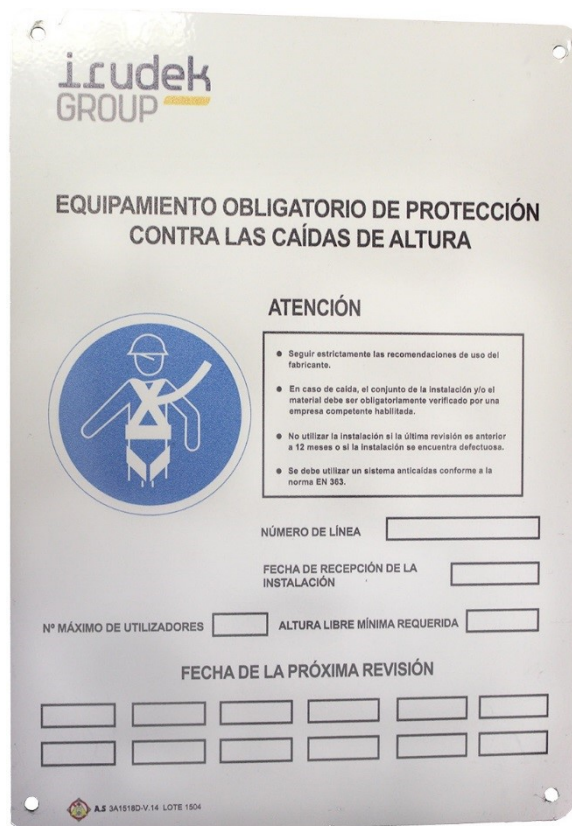 irudek
GROUP
EQUIPAMIENTO OBLIGATORIO DE PROTECCIÓN
CONTRA LAS CAÍDAS DE ALTURA
ATENCIÓN
● Seguir estrictamente las recomendaciones de uso del
fabricante.
● En caso de caída, el conjunto de la instalación y/o el
material debe ser obligatoriamente verificado por una
empresa competente habilitada.
● No utilizar la instalación si la última revisión es anterior
a 12 meses o si la instalación se encuentra defectuosa.
● Se debe utilizar un sistema anticaídas conforme a la
norma EN 363.
NÚMERO DE LÍNEA
FECHA DE RECEPCIÓN DE LA
INSTALACIÓN
Nº MÁXIMO DE UTILIZADORES ALTURA LIBRE MÍNIMA REQUERIDA
FECHA DE LA PRÓXIMA REVISIÓN
A.S 3A1518D-V.14 LOTE 1504